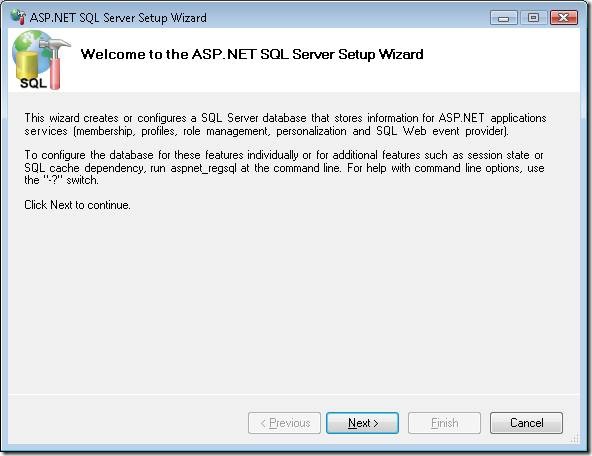 ASP.NET SQL Server Setup Wizard
SQL
Welcome to the ASP.NET SQL Server Setup Wizard
This wizard creates or configures a SQL Server database that stores information for ASP.NET applications
services (membership, profiles, role management, personalization and SQL Web event provider).
To configure the database for these features individually or for additional features such as session state or
SQL cache dependency, run aspnet_regsql at the command line. For help with command line options, use
the "-?" switch.
Click Next to continue.
< Previous
Next >
Finish
Cancel